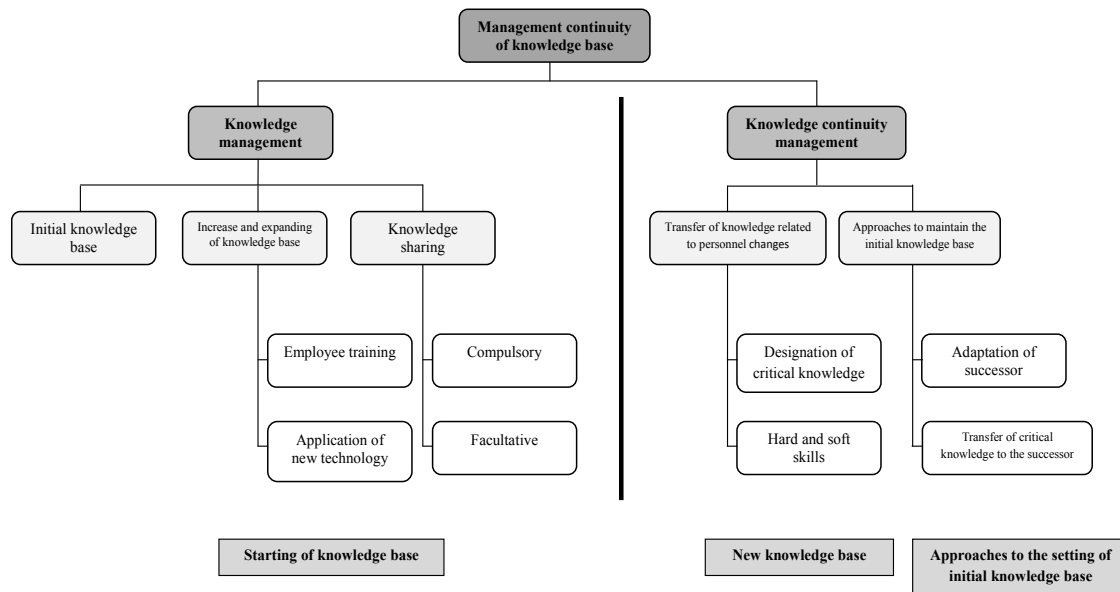 Management continuity
of knowledge base
Knowledge
management
Knowledge continuity
management
Initial knowledge
base
Increase and expanding
of knowledge base
Knowledge
sharing
Transfer of knowledge related
to personnel changes
Approaches to maintain the
initial knowledge base
Employee training
Compulsory
Designation of
critical knowledge
Adaptation of
successor
Application of
new technology
Facultative
Hard and soft
skills
Transfer of critical
knowledge to the successor
Starting of knowledge base
New knowledge base
Approaches to the setting of
initial knowledge base